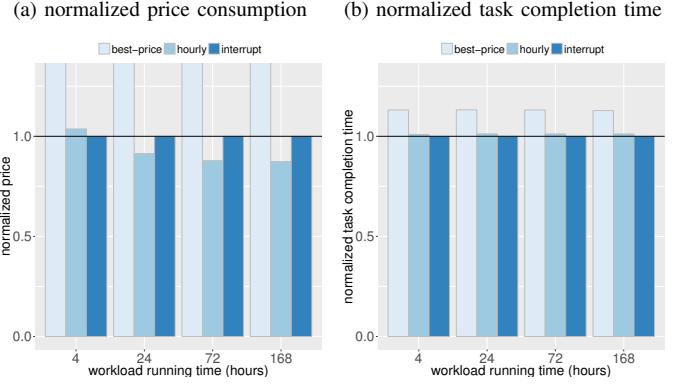 (a) normalized price consumption
best−price hourly interrupt
normalized price
1.0
0.5
0.0
4 24 72 168
workload running time (hours)
(b) normalized task completion time
best−price hourly interrupt
normalized task completion time
1.0
0.5
0.0
4 24 72 168
workload running time (hours)